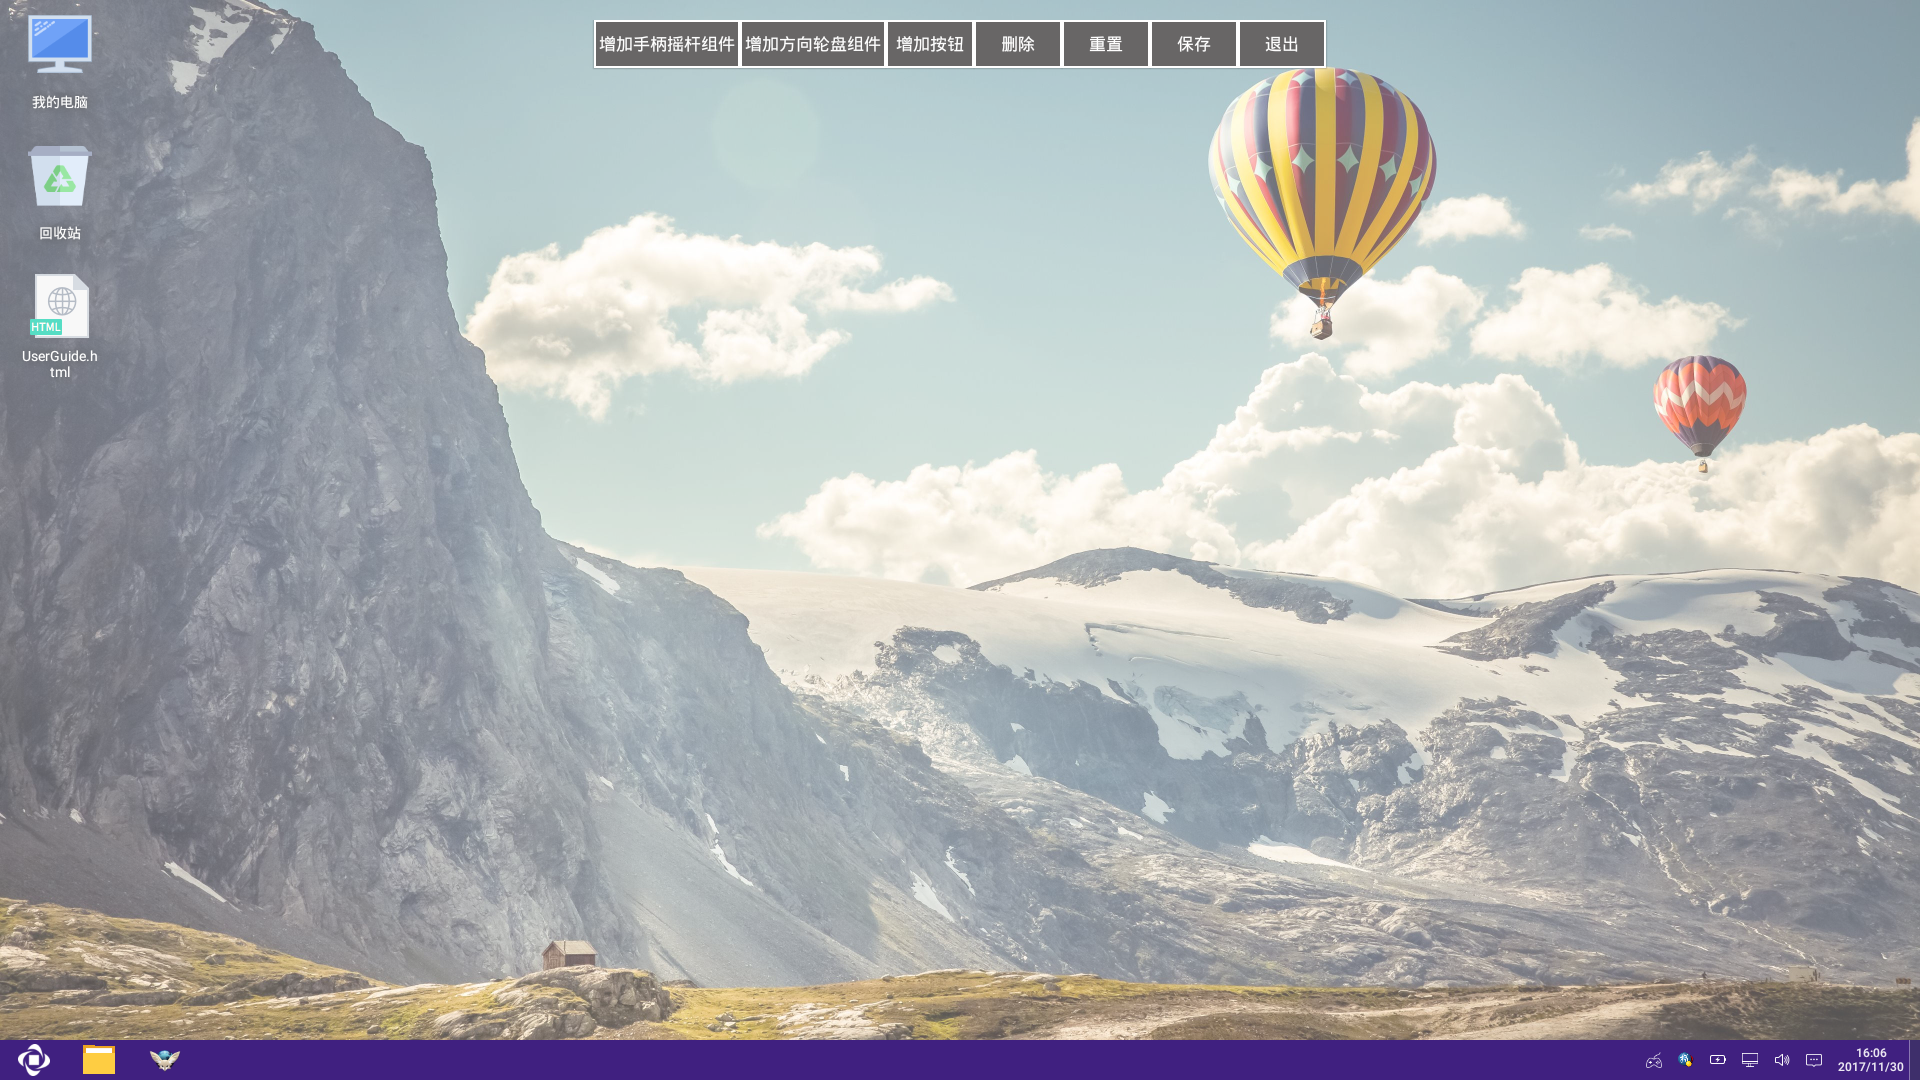 增加手柄摇杆组件 增加方向轮盘组件 增加按钮 删除 重置 保存 退出
我的电脑
回收站
HTML
UserGuide.h
tml
16:06
2017/11/30